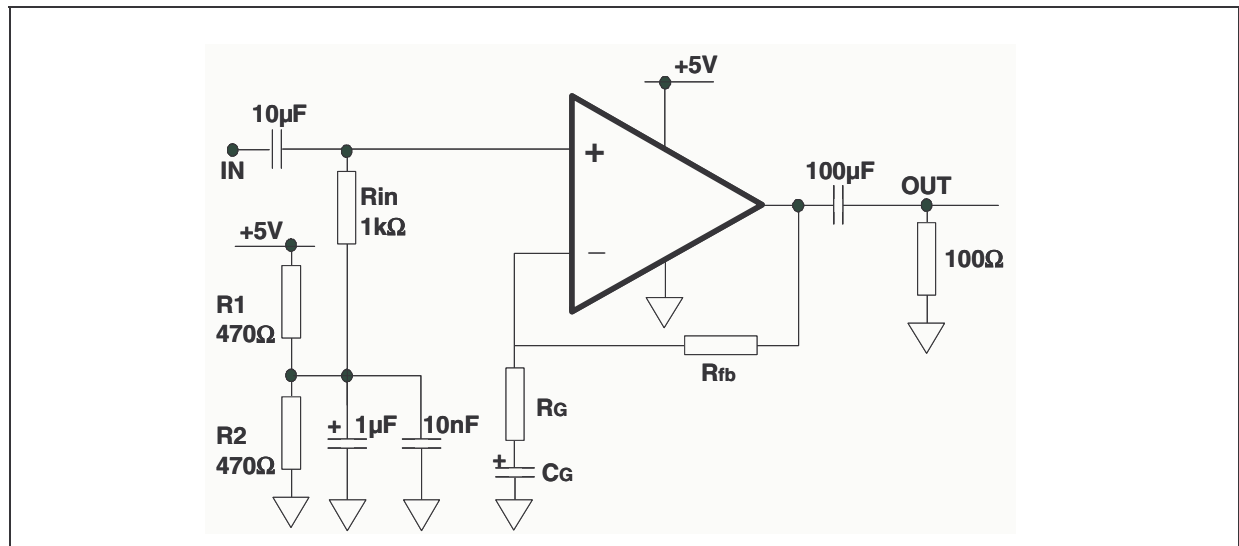 +5V
10µF
+
IN
100µF
OUT
Rin
1kΩ
+5V
−
100Ω
R1
470Ω
Rfb
RG
+ 1µF
10nF
R2
470Ω
+
CG